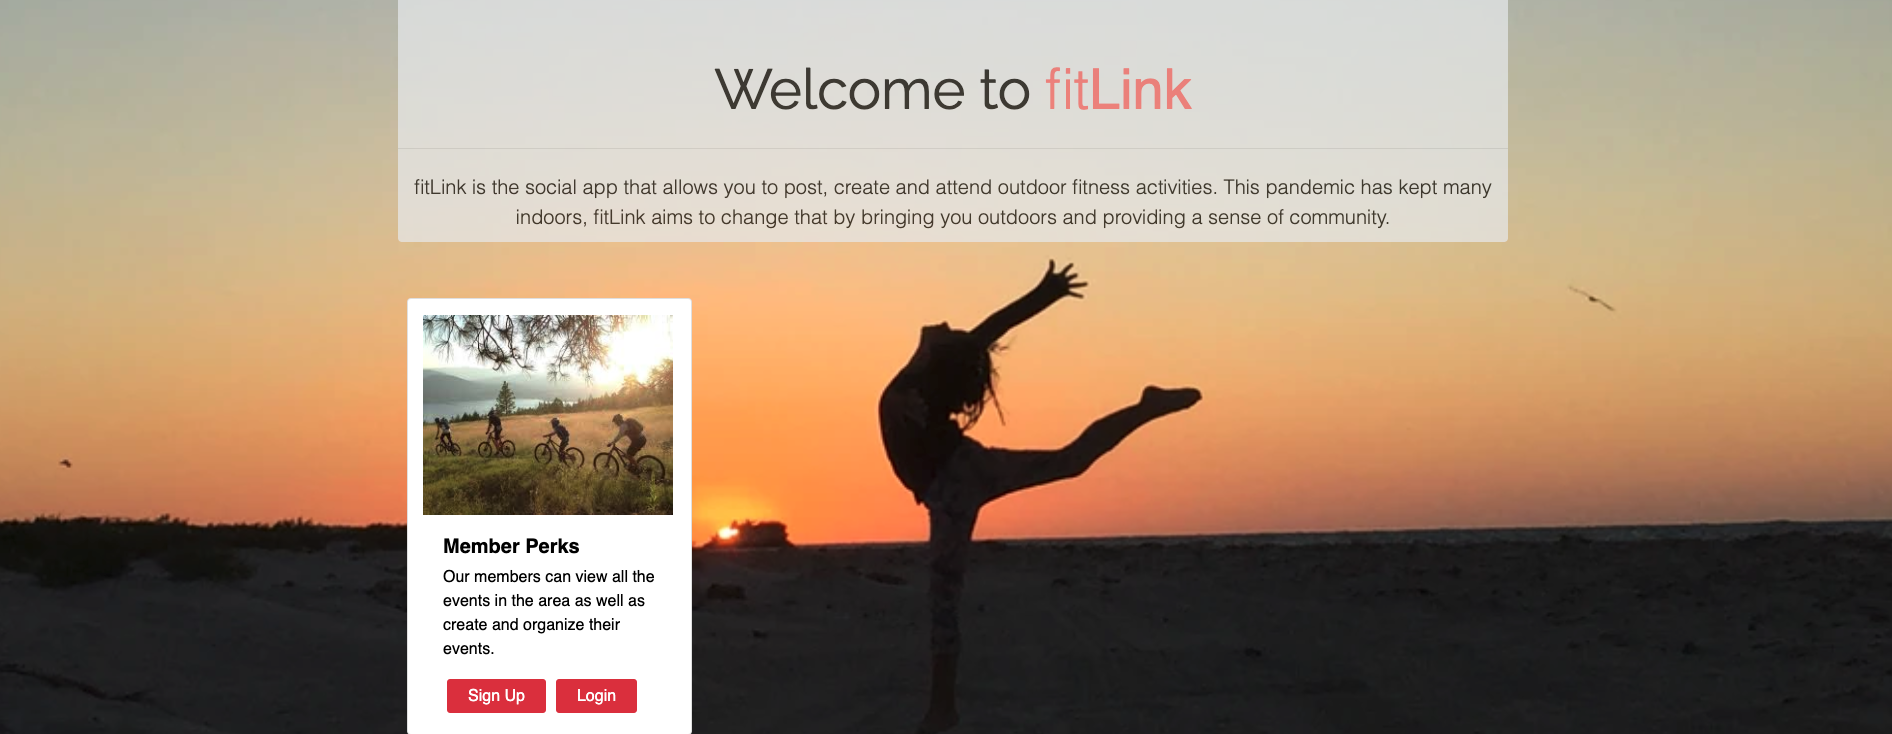 Welcome to fitLink
fitLink is the social app that allows you to post, create and attend outdoor fitness activities. This pandemic has kept many
indoors, fitLink aims to change that by bringing you outdoors and providing a sense of community.
Member Perks
Our members can view all the
events in the area as well as
create and organize their
events.
Sign Up Login